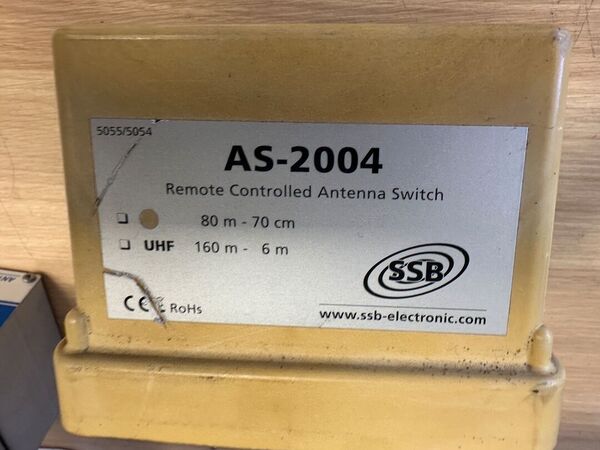 5055/5054
AS-2004
Remote Controlled Antenna Switch
80 m - 70 cm
UHF 160 m - 6 m
SSB
CE RoHs
www.ssb-electronic.com